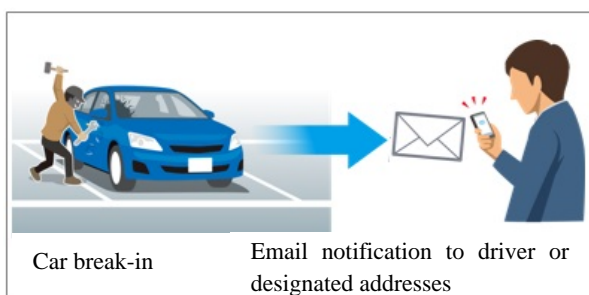 Car break-in
Email notification to driver or
designated addresses